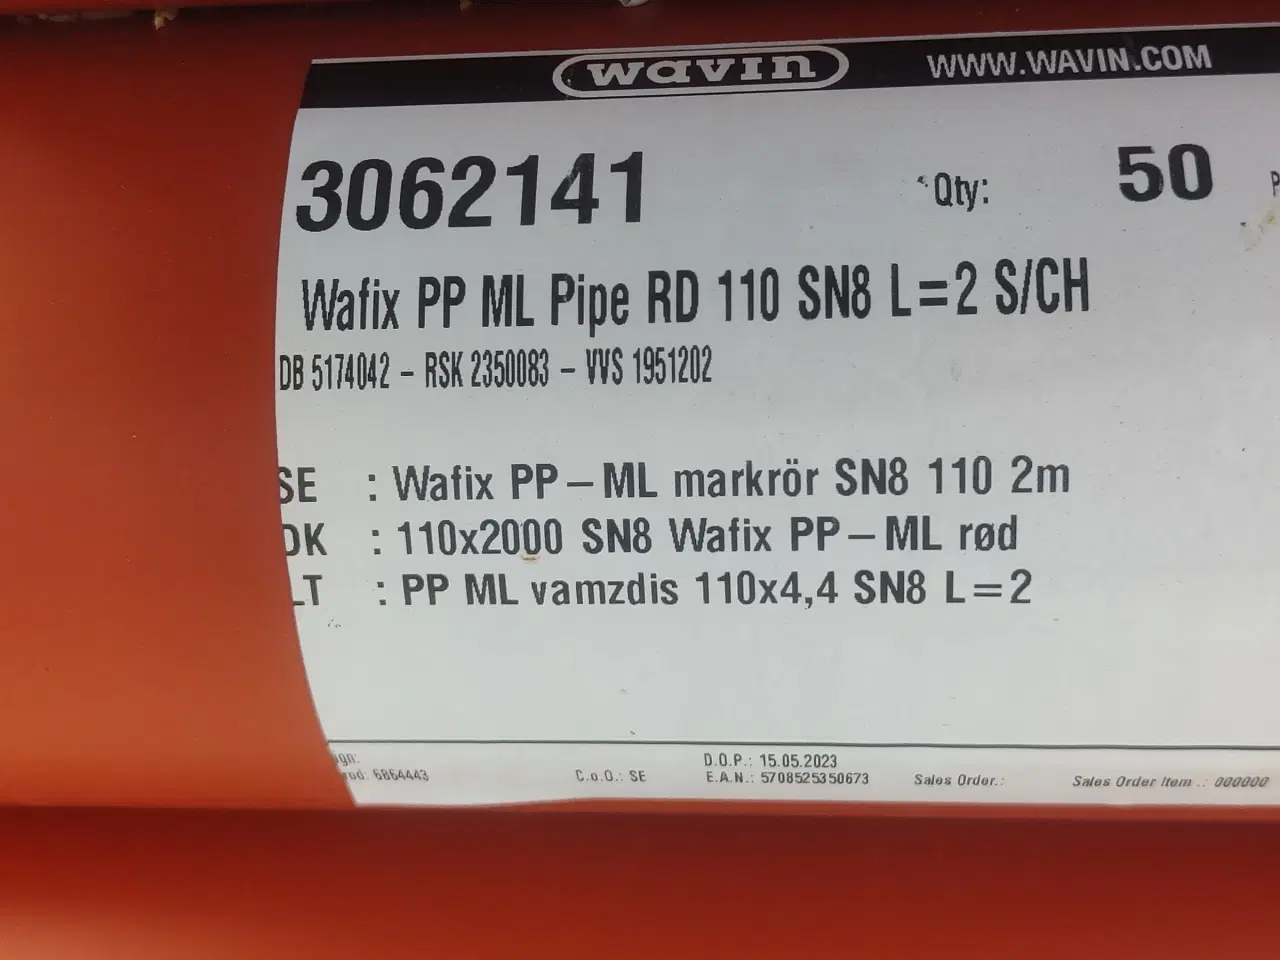 wavin WWW.WAVIN.COM
3062141 Qty: 50
Wafix PP ML Pipe RD 110 SN8 L=2 S/CH
DB 5174042 - RSK 2350083 - VVS 1951202
SE : Wafix PP-ML markrör SN8 110 2m
DK : 110x2000 SN8 Wafix PP-ML rød
LT : PP ML vamzdis 110x4,4 SN8 L=2
D.O.P.: 15.05.2023
6864443 C.o.O.: SE E.A.N.: 5708525350673 Sales Order.: Sales Order Item .: 000000